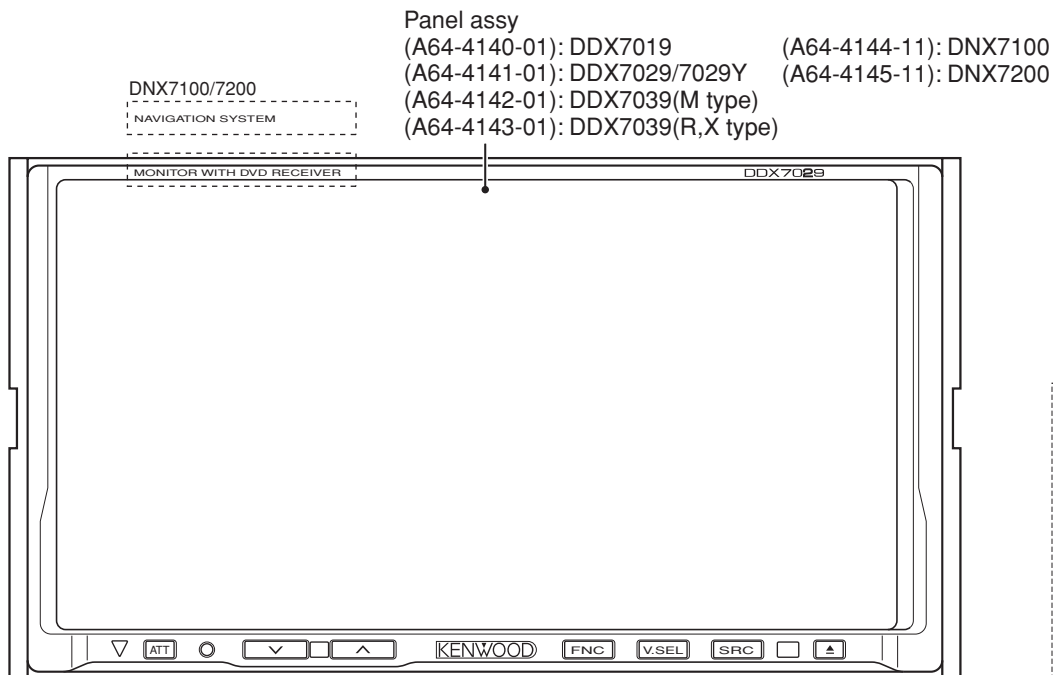 Panel assy
(A64-4140-01): DDX7019 (A64-4144-11): DNX7100
(A64-4141-01): DDX7029/7029Y (A64-4145-11): DNX7200
(A64-4142-01): DDX7039(M type)
(A64-4143-01): DDX7039(R,X type)
DNX7100/7200
NAVIGATION SYSTEM
MONITOR WITH DVD RECEIVER DDX7029
ATT KENWOOD FNC V.SEL SRC